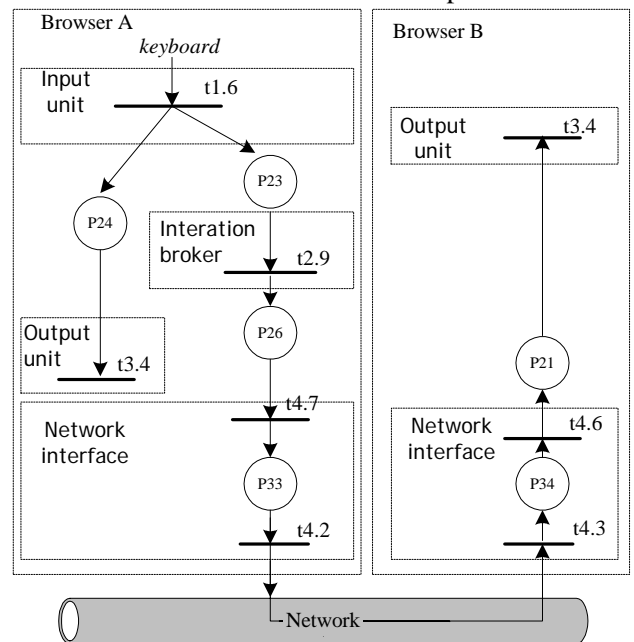 Browser A
keyboard
Input
unit
t1.6
P23
P24
Interation
broker
t2.9
Output
unit
t3.4
P26
t4.7
Network
interface
P33
t4.2
Browser B
Output
unit
t3.4
P21
t4.6
Network
interface
P34
t4.3
Network